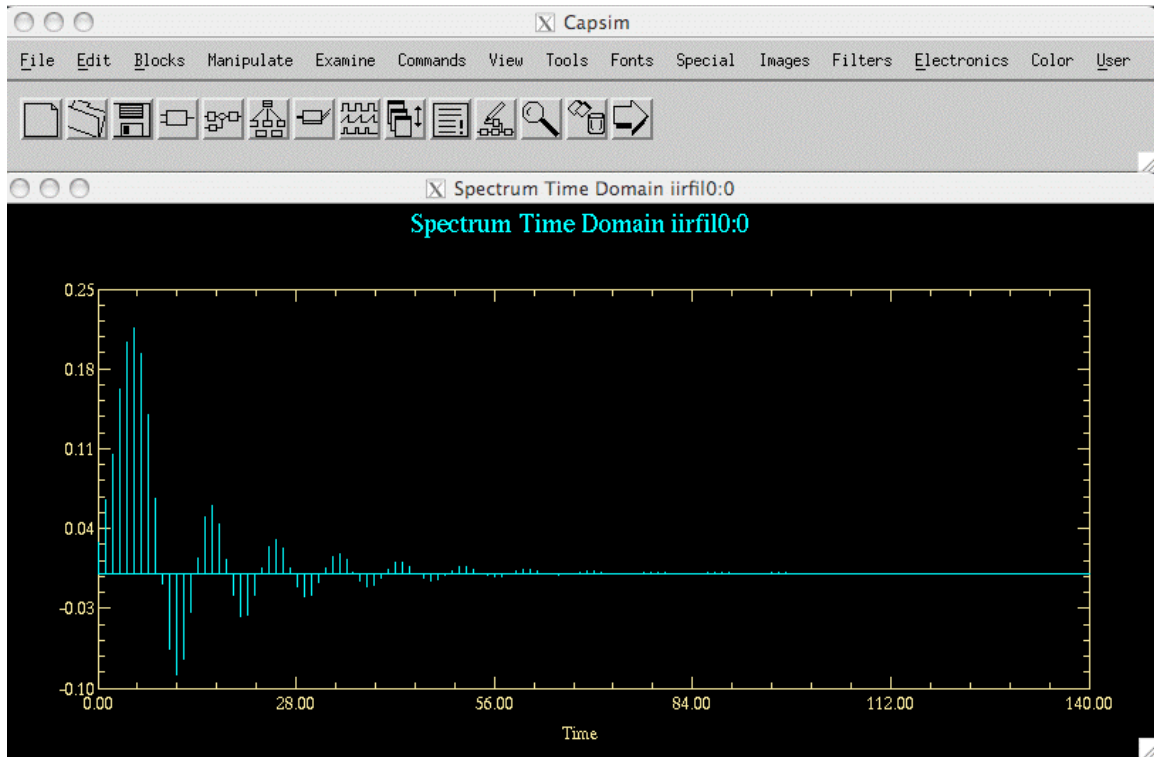 Capsim
File Edit Blocks Manipulate Examine Commands View Tools Fonts Special Images Filters Electronics Color User
Spectrum Time Domain iirfil0:0
Spectrum Time Domain iirfil0:0
0.25
0.18
0.11
0.04
-0.03
-0.10
0.00 28.00 56.00 84.00 112.00 140.00
Time